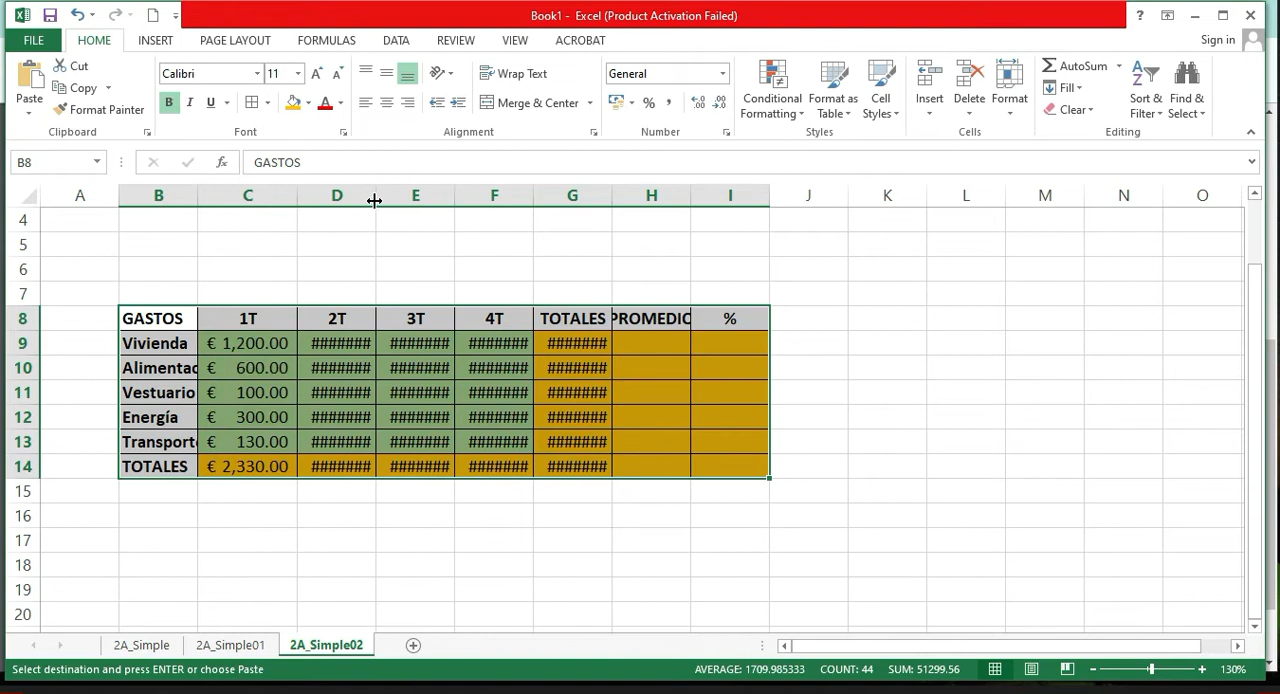 Book1 - Excel (Product Activation Failed)
?
FILE HOME INSERT PAGE LAYOUT FORMULAS DATA REVIEW VIEW ACROBAT Sign in
Paste Cut Copy Format Painter Clipboard
Calibri 11 A A B I U A Font
Wrap Text Merge & Center Alignment
General % , Number
Conditional Formatting Format as Table Cell Styles Styles
Insert Delete Format Cells
AutoSum Fill Clear Sort & Filter Find & Select Editing
B8 fx GASTOS
A B C D E F G H I J K L M N O
4
5
6
7
8 GASTOS 1T 2T 3T 4T TOTALES PROMEDIO %
9 Vivienda € 1,200.00 ####### ####### ####### #######
10 Alimentac € 600.00 ####### ####### ####### #######
11 Vestuario € 100.00 ####### ####### ####### #######
12 Energía € 300.00 ####### ####### ####### #######
13 Transporte € 130.00 ####### ####### ####### #######
14 TOTALES € 2,330.00 ####### ####### ####### #######
15
16
17
18
19
20
2A_Simple 2A_Simple01 2A_Simple02
Select destination and press ENTER or choose Paste AVERAGE: 1709.985333 COUNT: 44 SUM: 51299.56 130%